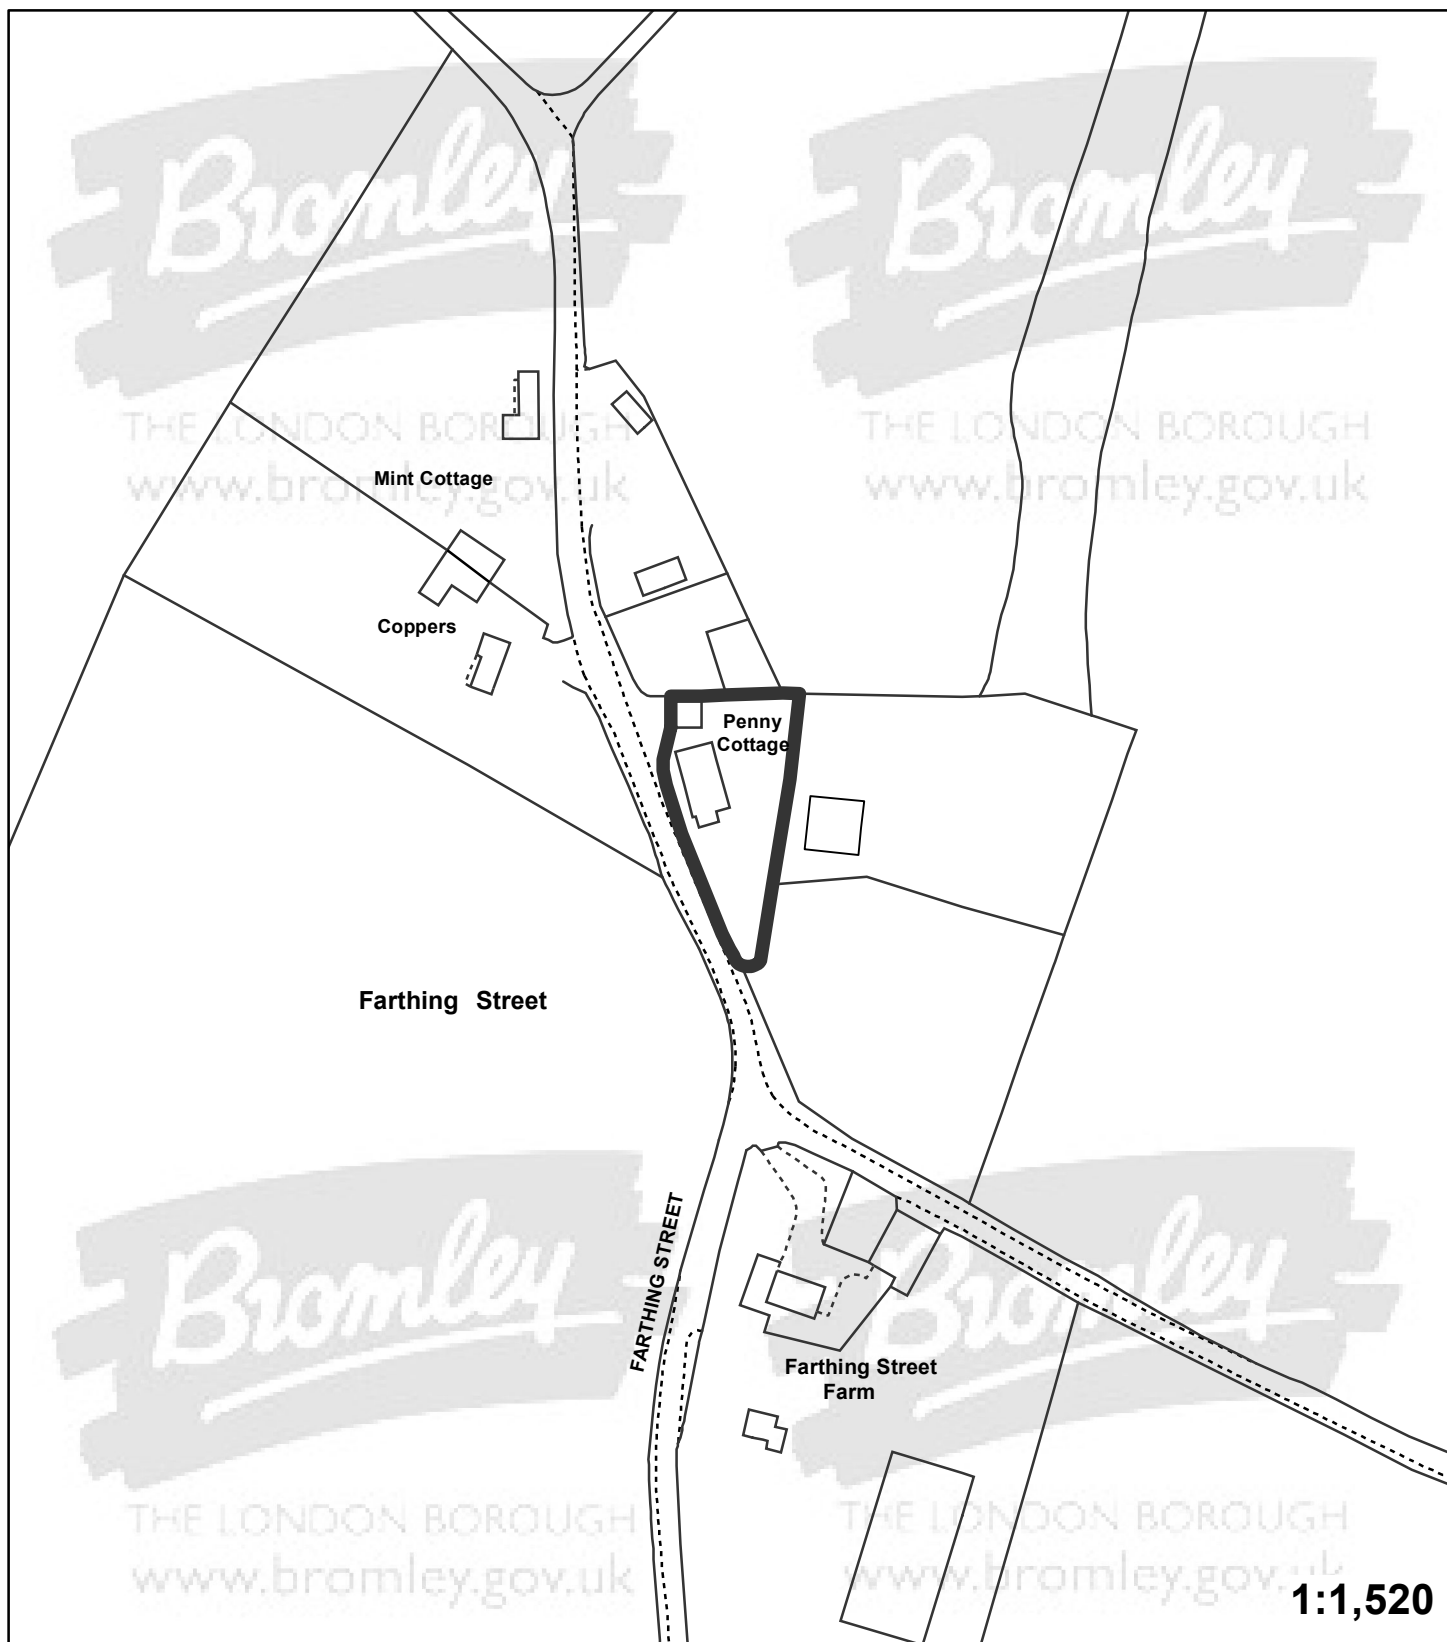 Bromley
Bromley
THE LONDON BOROUGH
www.bromley.gov.uk
THE LONDON BOROUGH
www.bromley.gov.uk
Mint Cottage
Coppers
Penny
Cottage
Farthing Street
FARTHING STREET
Bromley
Bromley
Farthing Street
Farm
THE LONDON BOROUGH
www.bromley.gov.uk
THE LONDON BOROUGH
www.bromley.gov.uk
1:1,520